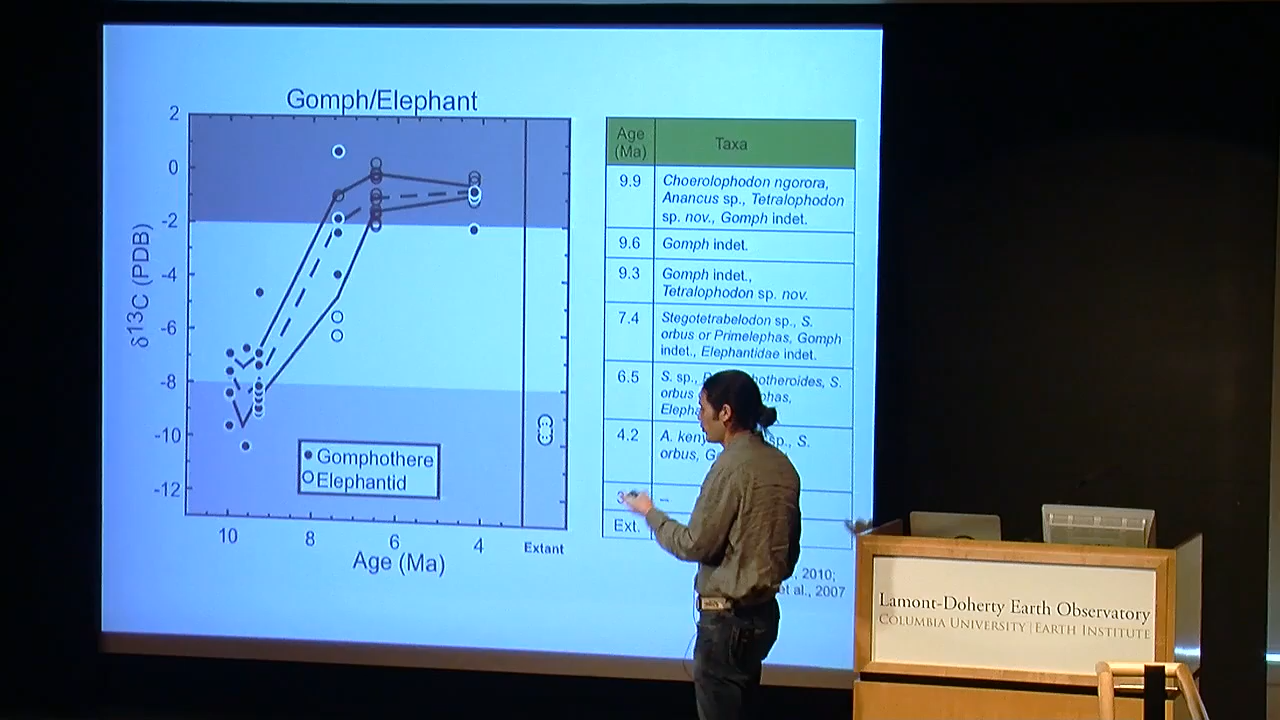 Gomph/Elephant
2
0
-2
-4
-6
-8
-10
-12
δ13C (PDB)
Gomphothere
Elephantid
10
8
6
4
Extant
Age (Ma)
Age
(Ma)
Taxa
9.9
Choerolophodon ngorora,
Anancus sp., Tetralophodon
sp. nov., Gomph indet.
9.6
Gomph indet.
9.3
Gomph indet.,
Tetralophodon sp. nov.
7.4
Stegotetrabelodon sp., S.
orbus or Primelephas, Gomph
indet., Elephantidae indet.
6.5
S. sp., S.
orbus
4.2
A. sp., S.
orbus,
–
Ext.
2010;
et al., 2007
Lamont-Doherty Earth Observatory
COLUMBIA UNIVERSITY | EARTH INSTITUTE